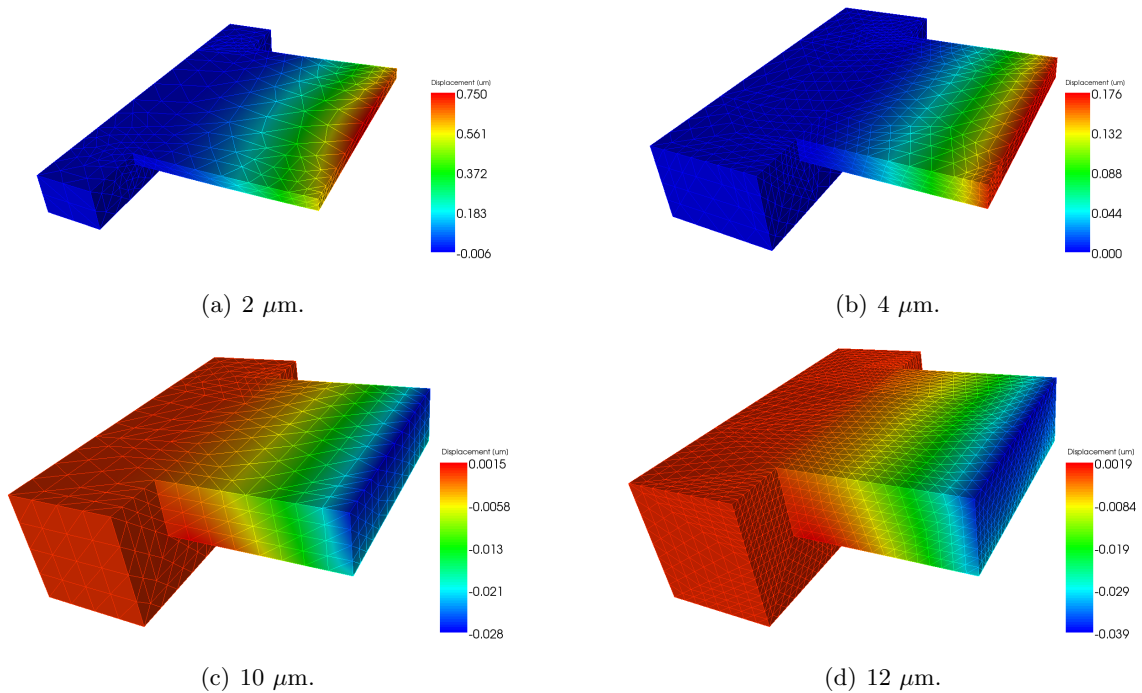 Displacement (um)
0.750
0.561
0.372
0.183
-0.006
(a) 2 μm.
Displacement (um)
0.176
0.132
0.088
0.044
0.000
(b) 4 μm.
Displacement (um)
0.0015
-0.0058
-0.013
-0.021
-0.028
(c) 10 μm.
Displacement (um)
0.0019
-0.0084
-0.019
-0.029
-0.039
(d) 12 μm.